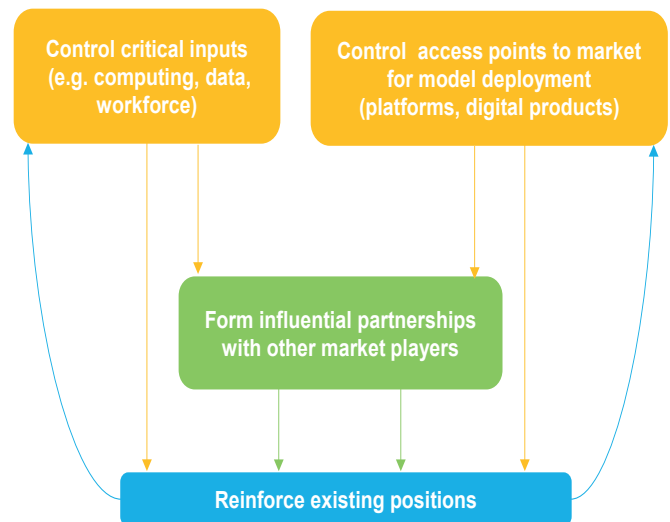 Control critical inputs
(e.g. computing, data,
workforce)
Control access points to market
for model deployment
(platforms, digital products)
Form influential partnerships
with other market players
Reinforce existing positions